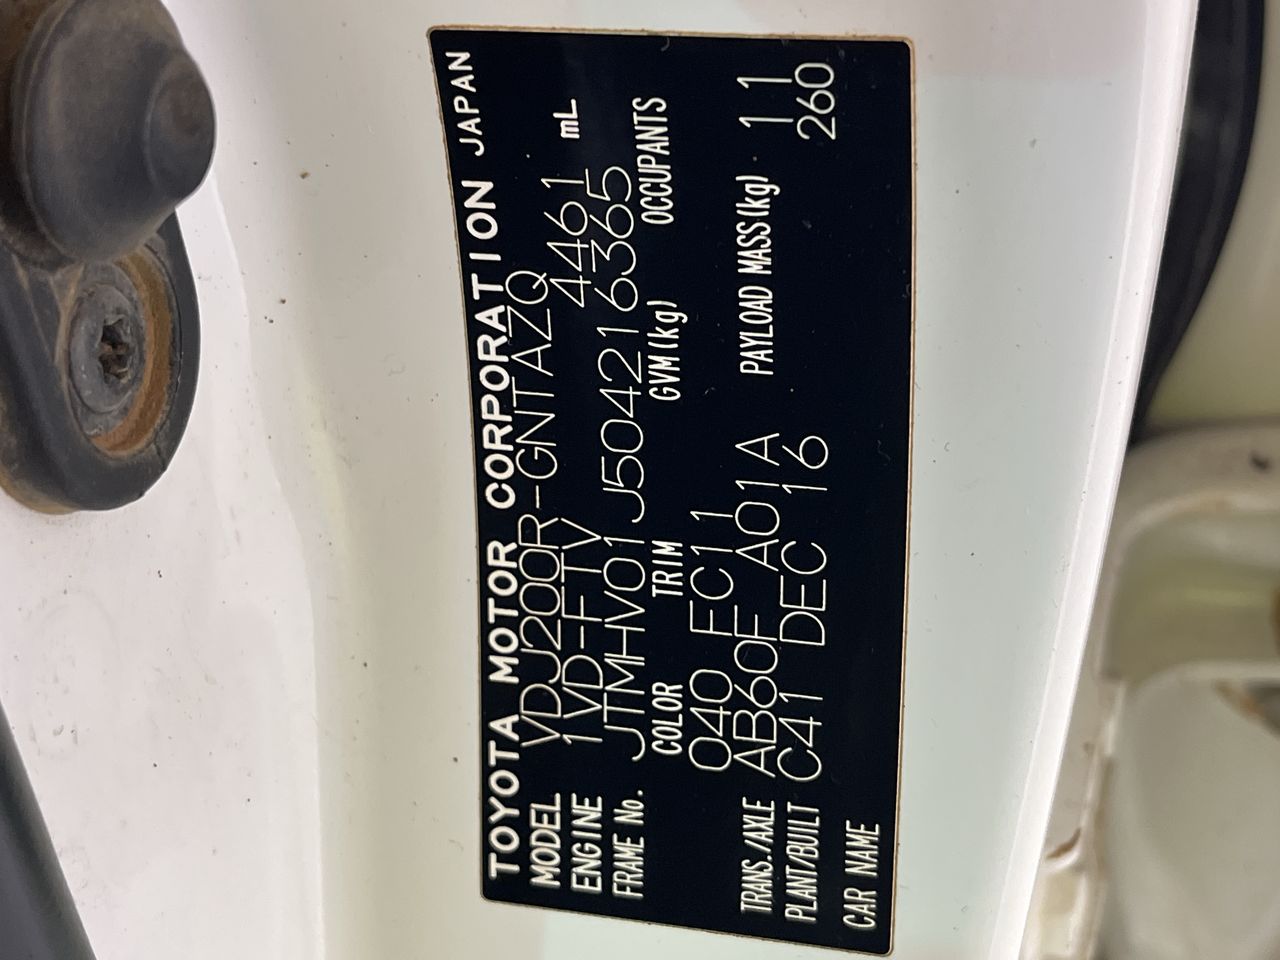 TOYOTA MOTOR CORPORATION JAPAN
MODEL VDJ200R-GNTAZQ
ENGINE 1VD-FTV 4461 mL
FRAME No. JTMHV01J504216365
COLOR TRIM GVM(kg) OCCUPANTS
040 FC11
TRANS./AXLE AB60F A01A PAYLOAD MASS(kg) 11
PLANT/BUILT C41 DEC 16 260
CAR NAME